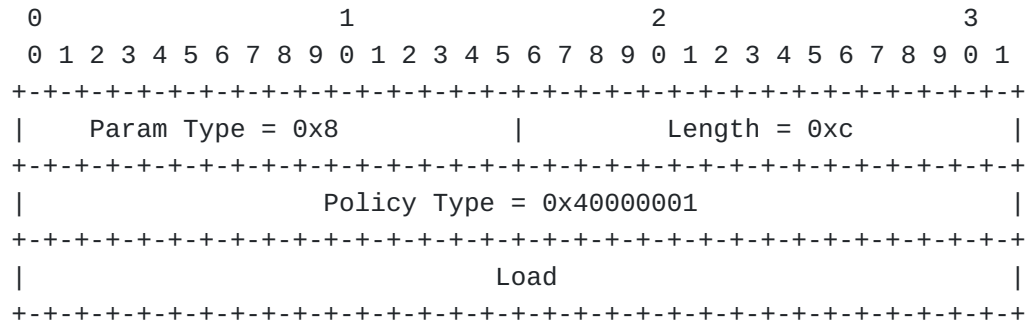 0                   1                   2                   3
 0 1 2 3 4 5 6 7 8 9 0 1 2 3 4 5 6 7 8 9 0 1 2 3 4 5 6 7 8 9 0 1
+-+-+-+-+-+-+-+-+-+-+-+-+-+-+-+-+-+-+-+-+-+-+-+-+-+-+-+-+-+-+-+-+
|    Param Type = 0x8           |         Length = 0xc          |
+-+-+-+-+-+-+-+-+-+-+-+-+-+-+-+-+-+-+-+-+-+-+-+-+-+-+-+-+-+-+-+-+
|                   Policy Type = 0x40000001                    |
+-+-+-+-+-+-+-+-+-+-+-+-+-+-+-+-+-+-+-+-+-+-+-+-+-+-+-+-+-+-+-+-+
|                              Load                             |
+-+-+-+-+-+-+-+-+-+-+-+-+-+-+-+-+-+-+-+-+-+-+-+-+-+-+-+-+-+-+-+-+